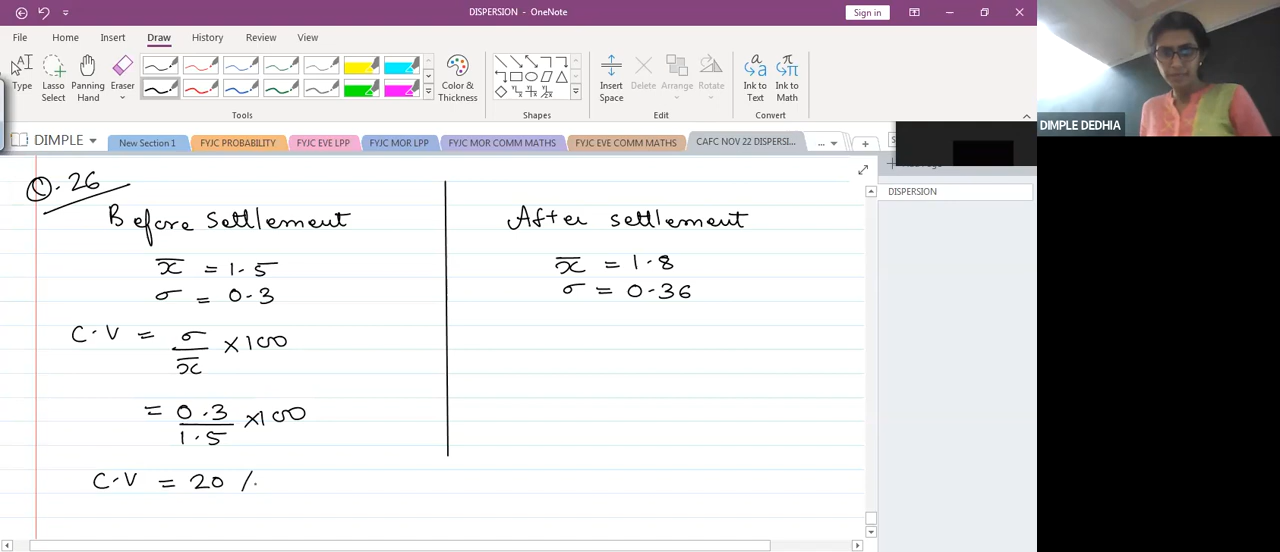 DISPERSION - OneNote
Sign in
File Home Insert Draw History Review View
Type
Lasso Select
Panning Hand
Eraser
Color & Thickness
Insert Space
Delete
Arrange
Rotate
Ink to Text
Ink to Math
Tools
Shapes
Edit
Convert
DIMPLE
New Section 1
FYJC PROBABILITY
FYJC EVE LPP
FYJC MOR LPP
FYJC MOR COMM MATHS
FYJC EVE COMM MATHS
CAFC NOV 22 DISPERSI...
DISPERSION
DIMPLE DEDHIA
Q.26
Before settlement
x̄ = 1.5
σ = 0.3
C.V = σ/x̄ ×100
= 0.3/1.5 ×100
C.V = 20 /.
After settlement
x̄ = 1.8
σ = 0.36